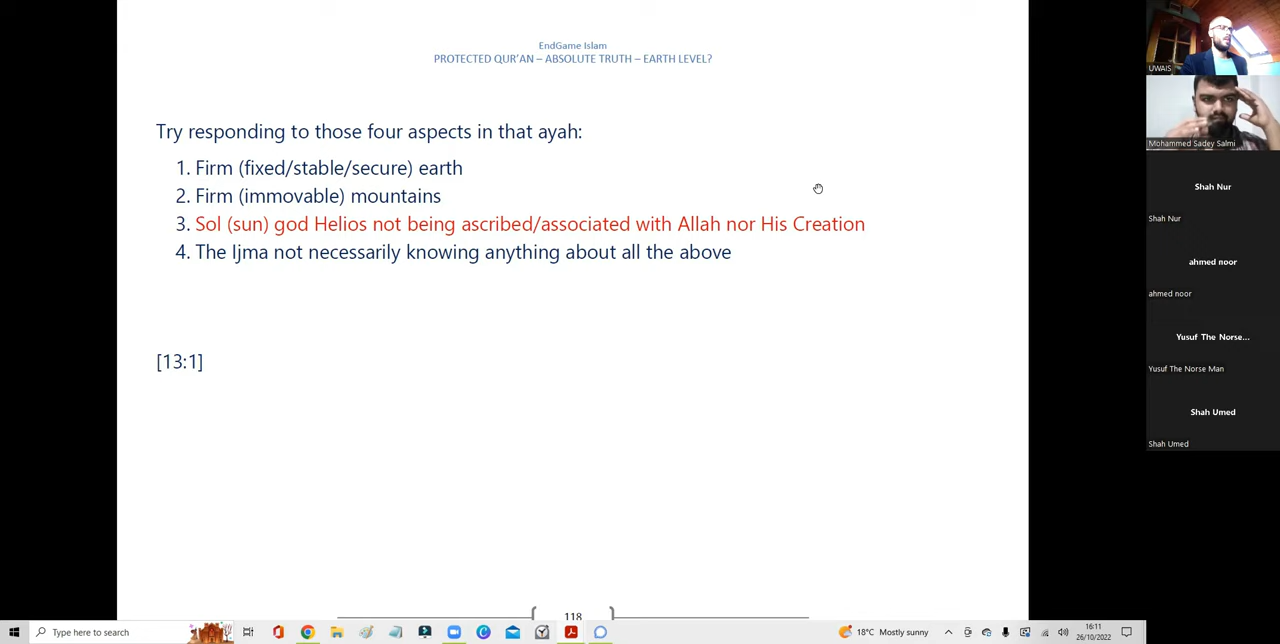 EndGame Islam
PROTECTED QUR'AN – ABSOLUTE TRUTH – EARTH LEVEL?
Try responding to those four aspects in that ayah:
1. Firm (fixed/stable/secure) earth
2. Firm (immovable) mountains
3. Sol (sun) god Helios not being ascribed/associated with Allah nor His Creation
4. The Ijma not necessarily knowing anything about all the above
[13:1]
118
UWAIS
Mohammed Sadey Salmi
Shah Nur
Shah Nur
ahmed noor
ahmed noor
Yusuf The Norse...
Yusuf The Norse Man
Shah Umed
Shah Umed
Type here to search
18°C Mostly sunny
16:11
26/10/2022